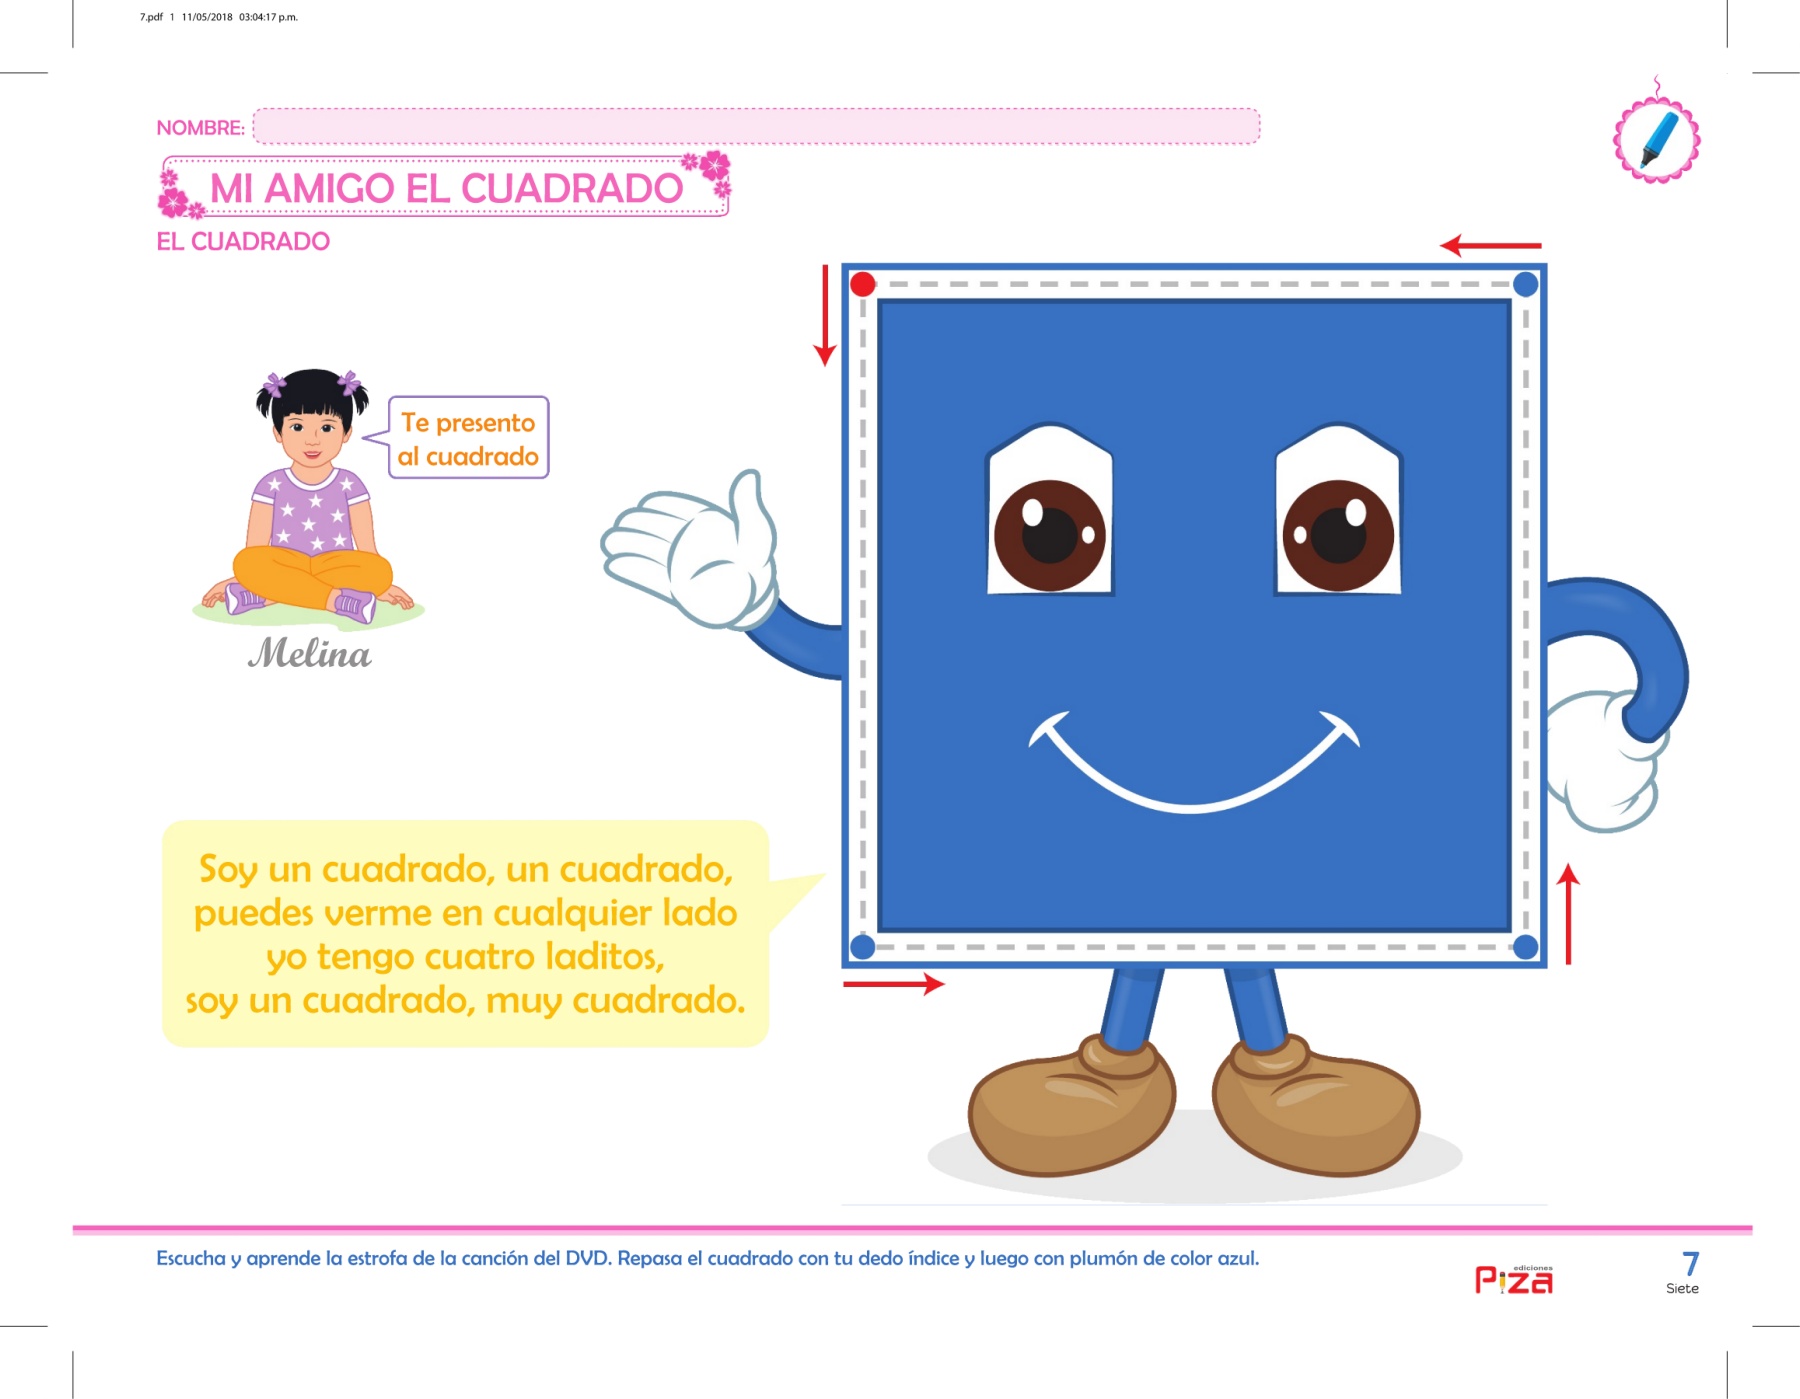 7.pdf 1 11/05/2018 03:04:17 p.m.
NOMBRE:
MI AMIGO EL CUADRADO
EL CUADRADO
Te presento
al cuadrado
Melina
Soy un cuadrado, un cuadrado,
puedes verme en cualquier lado
yo tengo cuatro laditos,
soy un cuadrado, muy cuadrado.
Escucha y aprende la estrofa de la canción del DVD. Repasa el cuadrado con tu dedo índice y luego con plumón de color azul.
ediciones
Piza
7
Siete